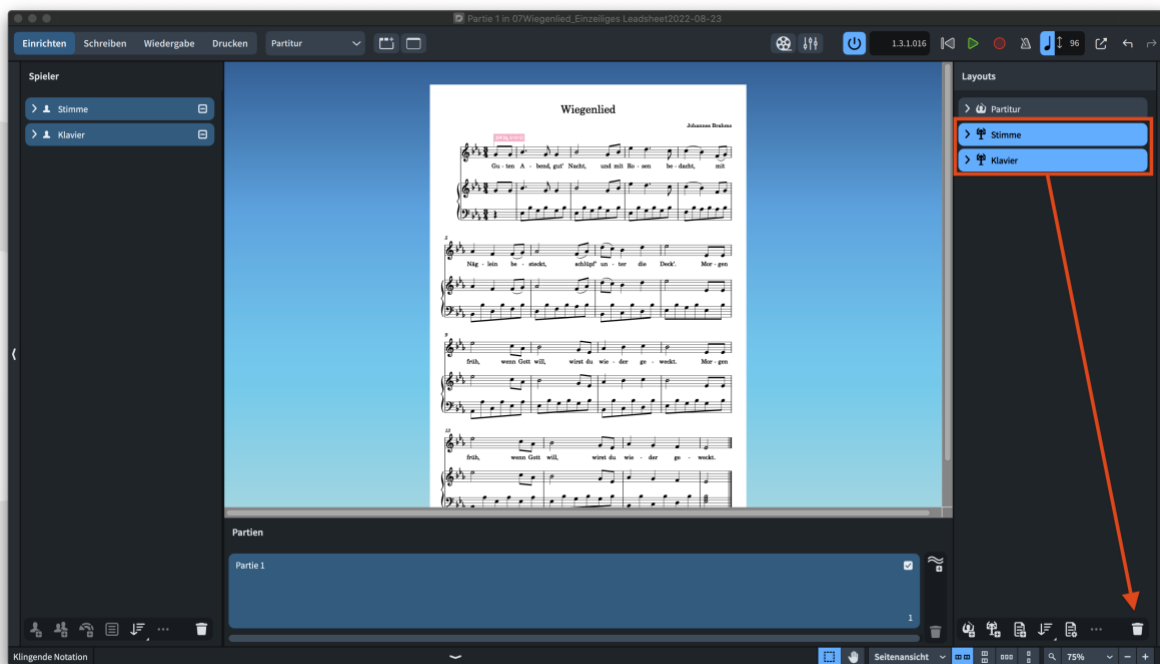 Partie 1 in 07Wiegenlied_Einzeiliges Leadsheet2022-08-23
Einrichten Schreiben Wiedergabe Drucken Partitur 1.3.1.016 96
Spieler
Stimme
Klavier
Wiegenlied
Johannes Brahms
Gu - ten A - bend, gut' Nacht, und mit Ro - sen be - dacht, mit
5
Näg - lein be - steckt, schlüpf' un - ter die Deck'. Mor - gen
9
früh, wenn Gott will, wirst du wie - der ge - weckt. Mor - gen
früh, wenn Gott will, wirst du wie - der ge - weckt.
Layouts
Partitur
Stimme
Klavier
Partien
Partie 1
1
Klingende Notation
Seitenansicht 75%